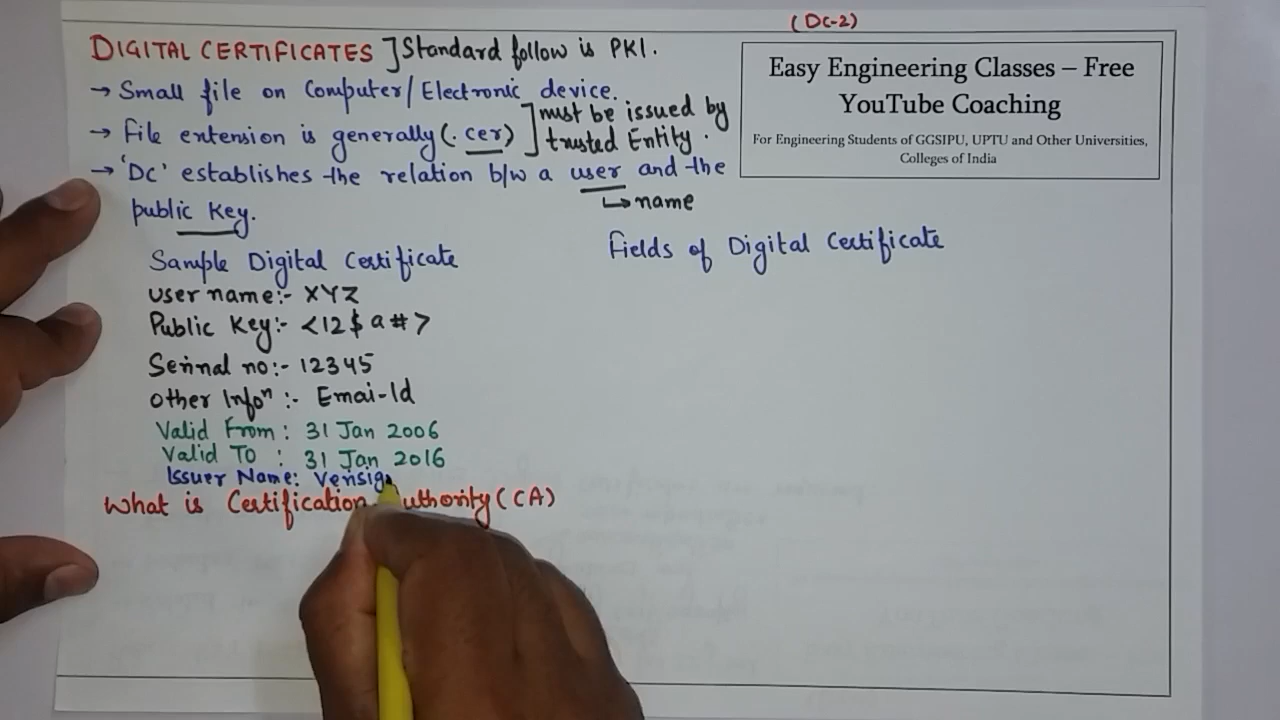 (DC-2)
DIGITAL CERTIFICATES ] Standard follow is PKI.
→ Small file on Computer/Electronic device.
→ File extension is generally (.cer) ] must be issued by
trusted Entity.
→ 'DC' establishes the relation b/w a user and the
↳ name
public key.
Easy Engineering Classes – Free
YouTube Coaching
For Engineering Students of GGSIPU, UPTU and Other Universities,
Colleges of India
Sample Digital Certificate
User name:- XYZ
Public Key:- <12$a#>
Serinal no:- 12345
Other Infoⁿ :- Emai-Id
Valid From : 31 Jan 2006
Valid To : 31 Jan 2016
Issuer Name: Verisig
What is Certification Authority (CA)
Fields of Digital Certificate